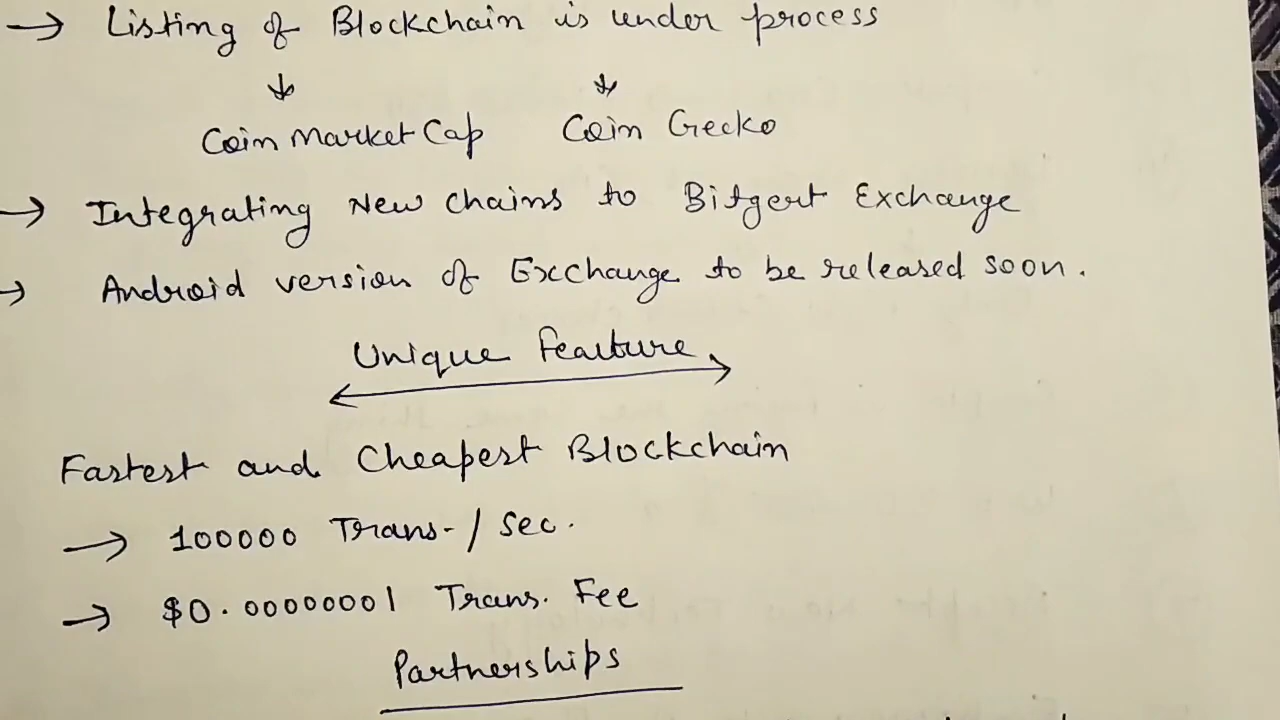 → Listing of Blockchain is under process
↓ ↓
Coin Market Cap Coin Gecko
→ Integrating New chains to Bitgert Exchange
→ Android version of Exchange to be released soon.
Unique Fearture
Fastest and Cheapest Blockchain
→ 100000 Trans-/ Sec.
→ $0.00000001 Trans. Fee
Partnerships